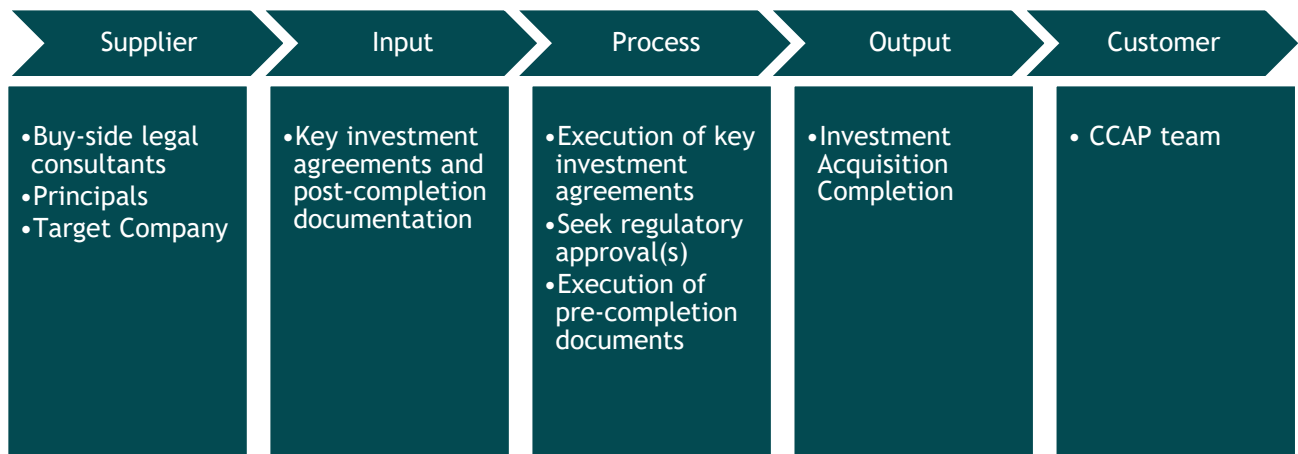 Supplier
Input
Process
Output
Customer
•Buy-side legal
consultants
•Principals
•Target Company
•Key investment
agreements and
post-completion
documentation
•Execution of key
investment
agreements
•Seek regulatory
approval(s)
•Execution of
pre-completion
documents
•Investment
Acquisition
Completion
• CCAP team